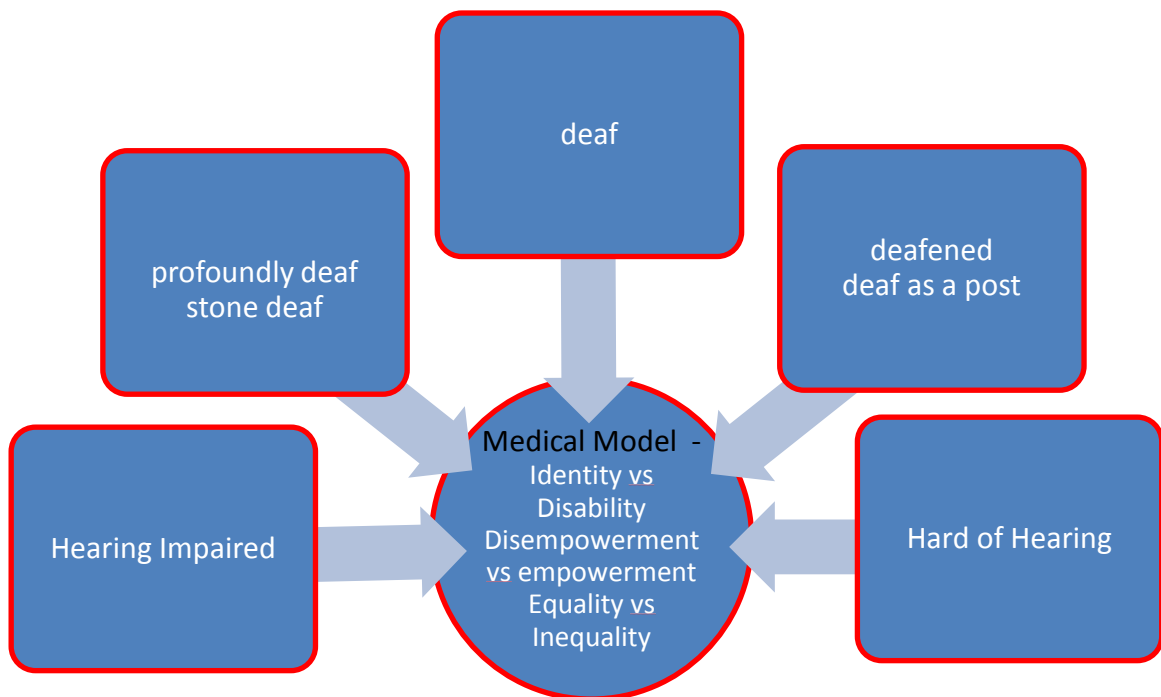 deaf
profoundly deaf
stone deaf
deafened
deaf as a post
Hearing Impaired
Medical Model  -
Identity vs
Disability
Disempowerment
vs empowerment
Equality vs
Inequality
Hard of Hearing